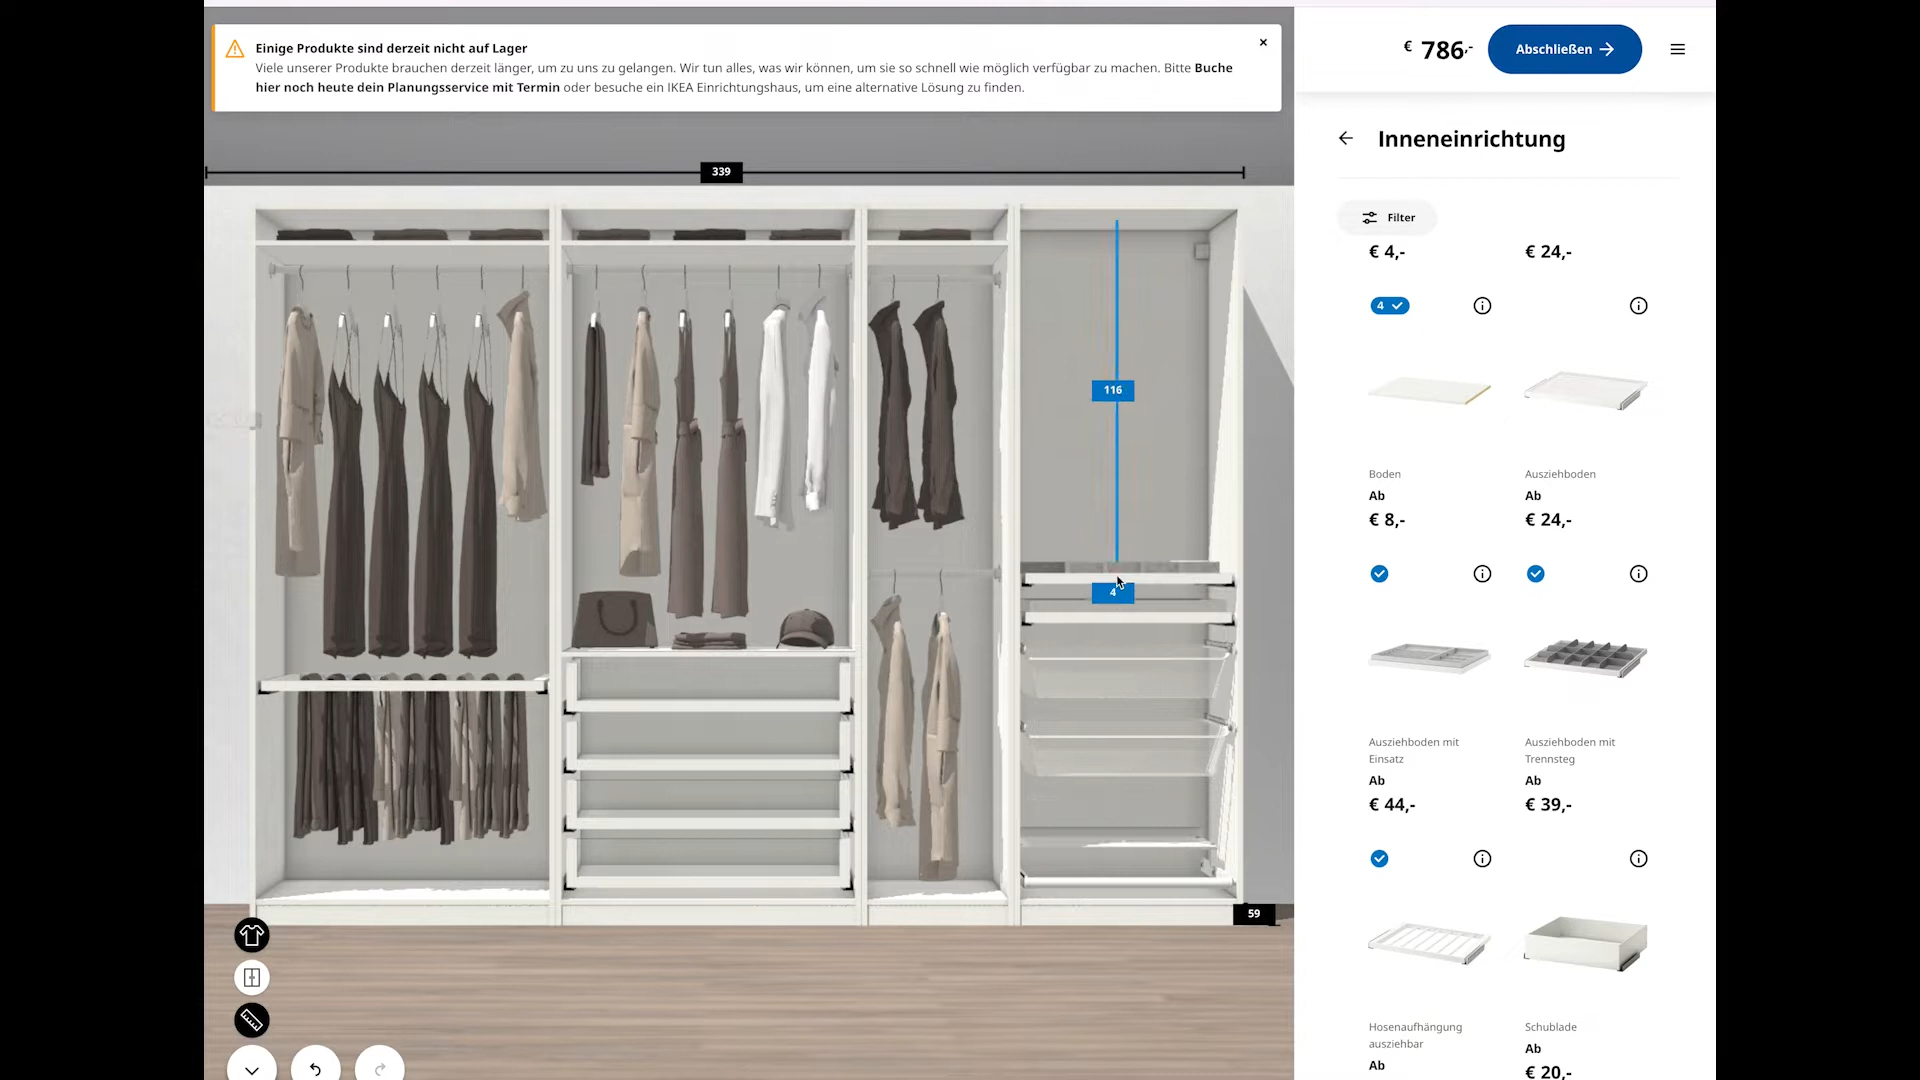 Einige Produkte sind derzeit nicht auf Lager
Viele unserer Produkte brauchen derzeit länger, um zu uns zu gelangen. Wir tun alles, was wir können, um sie so schnell wie möglich verfügbar zu machen. Bitte Buche
hier noch heute dein Planungsservice mit Termin oder besuche ein IKEA Einrichtungshaus, um eine alternative Lösung zu finden.
€ 786,-
Abschließen
Inneneinrichtung
Filter
€ 4,-
€ 24,-
4
Boden
Ab
€ 8,-
Ausziehboden
Ab
€ 24,-
Ausziehboden mit
Einsatz
Ab
€ 44,-
Ausziehboden mit
Trennsteg
Ab
€ 39,-
Hosenaufhängung
ausziehbar
Ab
Schublade
Ab
€ 20,-
339
116
4
59